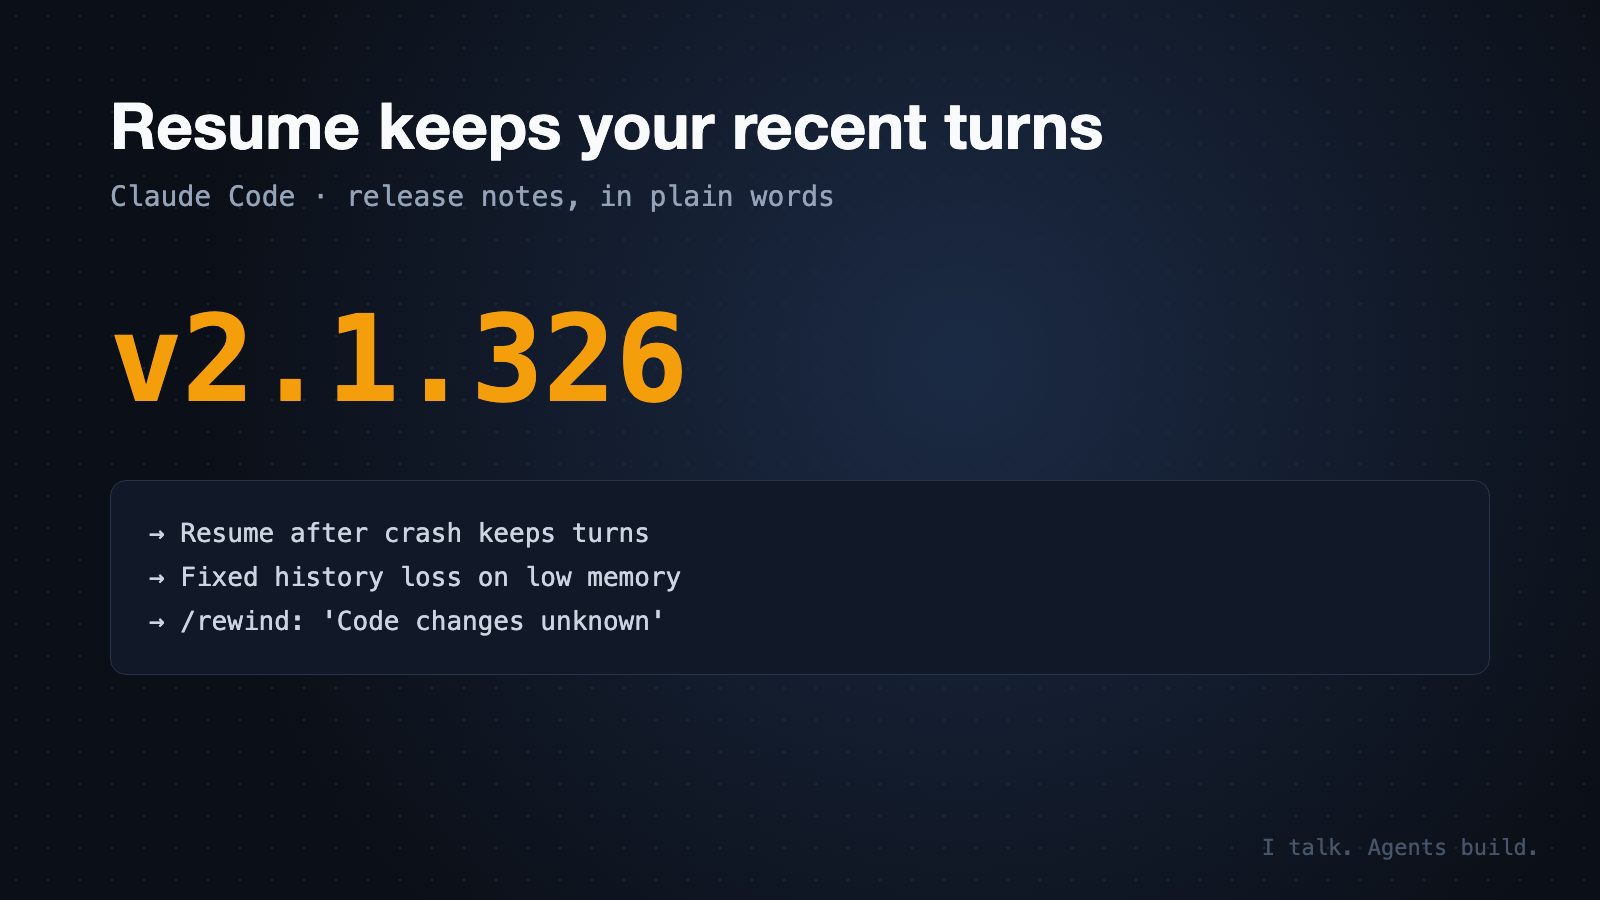 Resume keeps your recent turns
Claude Code · release notes, in plain words
v2.1.326
→ Resume after crash keeps turns
→ Fixed history loss on low memory
→ /rewind: 'Code changes unknown'
I talk. Agents build.